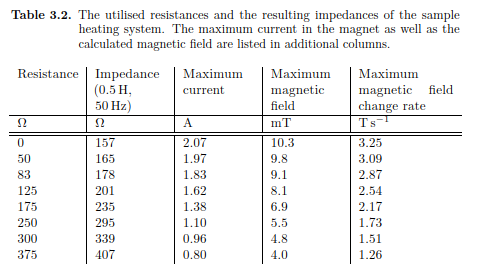 Table 3.2. The utilised resistances and the resulting impedances of the sample
heating system. The maximum current in the magnet as well as the
calculated magnetic field are listed in additional columns.
Resistance Impedance Maximum Maximum Maximum
(0.5 H, current magnetic magnetic field
50 Hz) field change rate
Ω Ω A mT T s⁻¹
0 157 2.07 10.3 3.25
50 165 1.97 9.8 3.09
83 178 1.83 9.1 2.87
125 201 1.62 8.1 2.54
175 235 1.38 6.9 2.17
250 295 1.10 5.5 1.73
300 339 0.96 4.8 1.51
375 407 0.80 4.0 1.26